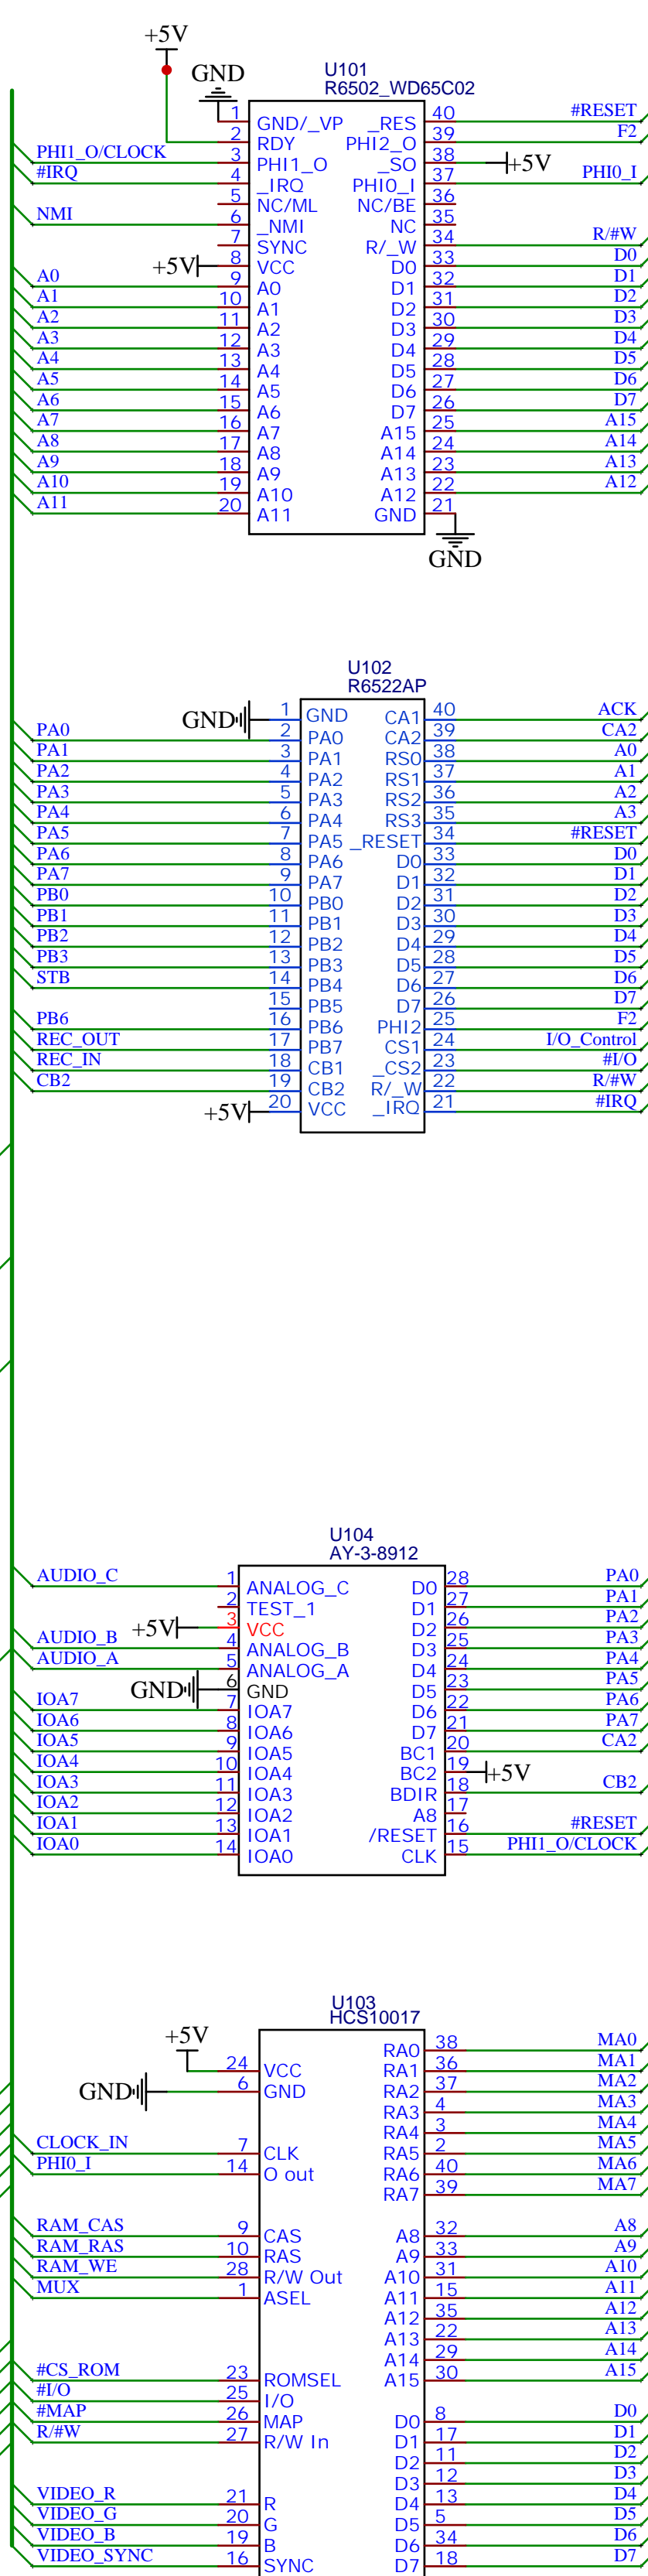 +5V
GND
U101
R6502_WD65C02
1 GND/_VP _RES 40 #RESET
2 RDY PHI2_O 39 F2
PHI1_O/CLOCK 3 PHI1_O _SO 38 +5V
#IRQ 4 _IRQ PHI0_I 37 PHI0_I
5 NC/ML NC/BE 36
NMI 6 _NMI NC 35
7 SYNC R/_W 34 R/#W
+5V 8 VCC D0 33 D0
A0 9 A0 D1 32 D1
A1 10 A1 D2 31 D2
A2 11 A2 D3 30 D3
A3 12 A3 D4 29 D4
A4 13 A4 D5 28 D5
A5 14 A5 D6 27 D6
A6 15 A6 D7 26 D7
A7 16 A7 A15 25 A15
A8 17 A8 A14 24 A14
A9 18 A9 A13 23 A13
A10 19 A10 A12 22 A12
A11 20 A11 GND 21
GND
U102
R6522AP
GND 1 GND CA1 40 ACK
PA0 2 PA0 CA2 39 CA2
PA1 3 PA1 RS0 38 A0
PA2 4 PA2 RS1 37 A1
PA3 5 PA3 RS2 36 A2
PA4 6 PA4 RS3 35 A3
PA5 7 PA5 _RESET 34 #RESET
PA6 8 PA6 D0 33 D0
PA7 9 PA7 D1 32 D1
PB0 10 PB0 D2 31 D2
PB1 11 PB1 D3 30 D3
PB2 12 PB2 D4 29 D4
PB3 13 PB3 D5 28 D5
STB 14 PB4 D6 27 D6
15 PB5 D7 26 D7
PB6 16 PB6 PHI2 25 F2
REC_OUT 17 PB7 CS1 24 I/O_Control
REC_IN 18 CB1 _CS2 23 #I/O
CB2 19 CB2 R/_W 22 R/#W
+5V 20 VCC _IRQ 21 #IRQ
U104
AY-3-8912
AUDIO_C 1 ANALOG_C D0 28 PA0
2 TEST_1 D1 27 PA1
+5V 3 VCC D2 26 PA2
AUDIO_B 4 ANALOG_B D3 25 PA3
AUDIO_A 5 ANALOG_A D4 24 PA4
GND 6 GND D5 23 PA5
IOA7 7 IOA7 D6 22 PA6
IOA6 8 IOA6 D7 21 PA7
IOA5 9 IOA5 BC1 20 CA2
IOA4 10 IOA4 BC2 19 +5V
IOA3 11 IOA3 BDIR 18 CB2
IOA2 12 IOA2 A8 17
IOA1 13 IOA1 /RESET 16 #RESET
IOA0 14 IOA0 CLK 15 PHI1_O/CLOCK
U103
HCS10017
RA0 38 MA0
+5V 24 VCC RA1 36 MA1
GND 6 GND RA2 37 MA2
RA3 4 MA3
RA4 3 MA4
CLOCK_IN 7 CLK RA5 2 MA5
PHI0_I 14 O out RA6 40 MA6
RA7 39 MA7
RAM_CAS 9 CAS A8 32 A8
RAM_RAS 10 RAS A9 33 A9
RAM_WE 28 R/W Out A10 31 A10
MUX 1 ASEL A11 15 A11
A12 35 A12
A13 22 A13
A14 29 A14
#CS_ROM 23 ROMSEL A15 30 A15
#I/O 25 I/O
#MAP 26 MAP D0 8 D0
R/#W 27 R/W In D1 17 D1
D2 11 D2
D3 12 D3
VIDEO_R 21 R D4 13 D4
VIDEO_G 20 G D5 5 D5
VIDEO_B 19 B D6 34 D6
VIDEO_SYNC 16 SYNC D7 18 D7